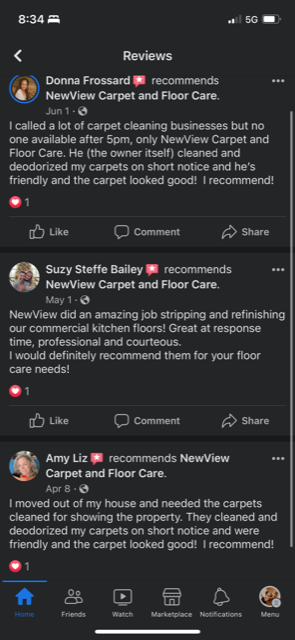 8:34
5G
Reviews
Donna Frossard recommends
NewView Carpet and Floor Care.
Jun 1 ·
I called a lot of carpet cleaning businesses but no
one available after 5pm, only NewView Carpet and
Floor Care. He (the owner itself) cleaned and
deodorized my carpets on short notice and he's
friendly and the carpet looked good! I recommend!
1
Like Comment Share
Suzy Steffe Bailey recommends
NewView Carpet and Floor Care.
May 1 ·
NewView did an amazing job stripping and refinishing
our commercial kitchen floors! Great at response
time, professional and courteous.
I would definitely recommend them for your floor
care needs!
1
Like Comment Share
Amy Liz recommends NewView
Carpet and Floor Care.
Apr 8 ·
I moved out of my house and needed the carpets
cleaned for showing the property. They cleaned and
deodorized my carpets on short notice and were
friendly and the carpet looked good! I recommend!
1
Home Friends Watch Marketplace Notifications Menu